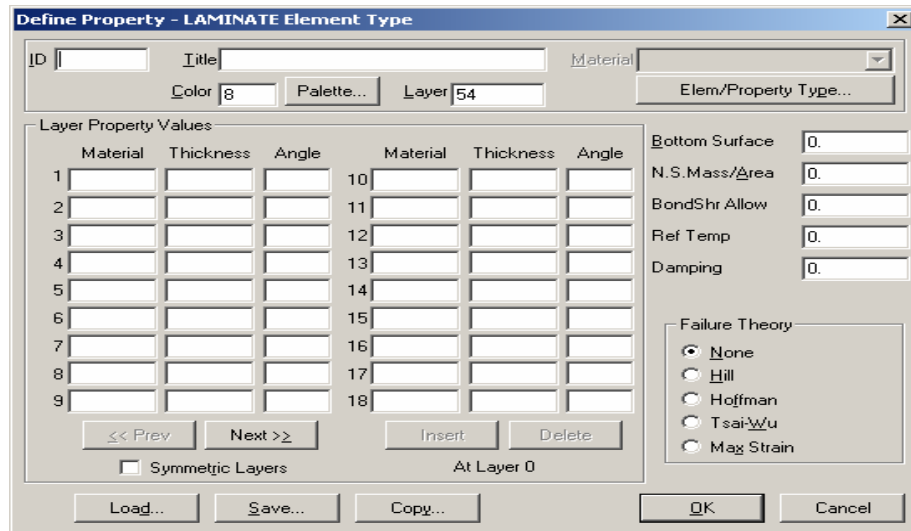 Define Property - LAMINATE Element Type
ID Title Material
Color 8 Palette... Layer 54 Elem/Property Type...
Layer Property Values
Material Thickness Angle Material Thickness Angle
1 10
2 11
3 12
4 13
5 14
6 15
7 16
8 17
9 18
<< Prev Next >> Insert Delete
Symmetric Layers At Layer 0
Bottom Surface 0.
N.S.Mass/Area 0.
BondShr Allow 0.
Ref Temp 0.
Damping 0.
Failure Theory
None
Hill
Hoffman
Tsai-Wu
Max Strain
Load... Save... Copy... OK Cancel